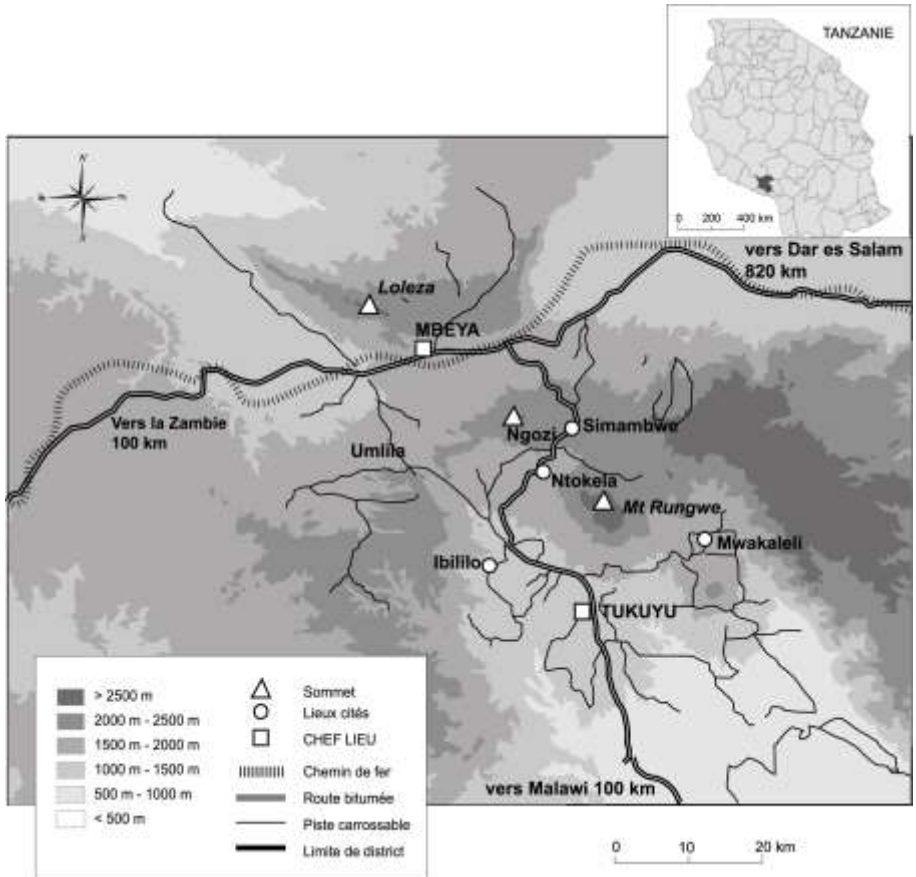 TANZANIE
0 200 400 km
N
vers Dar es Salam
820 km
Loleza
MBEYA
Vers la Zambie
100 km
Ngozi
Simambwe
Umlila
Ntokela
Mt Rungwe
Mwakaleli
Ibililo
TUKUYU
vers Malawi 100 km
> 2500 m
2000 m - 2500 m
1500 m - 2000 m
1000 m - 1500 m
500 m - 1000 m
< 500 m
Sommet
Lieux cités
CHEF LIEU
Chemin de fer
Route bitumée
Piste carrossable
Limite de district
0 10 20 km